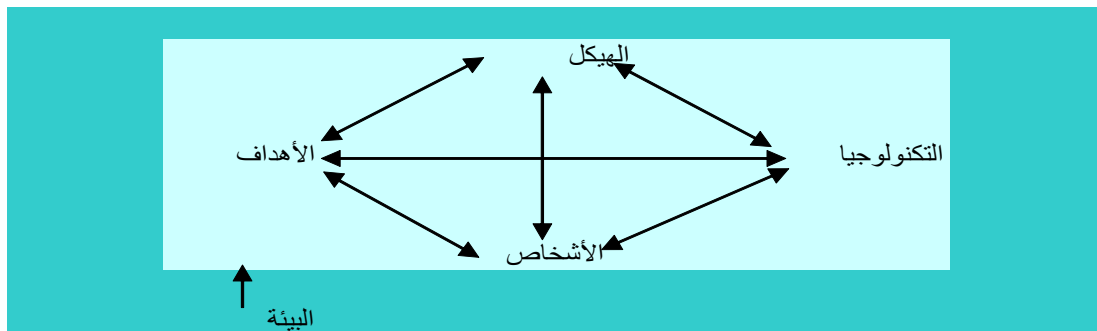 الهيكل
التكنولوجيا
الأهداف
الأشخاص
البيئة